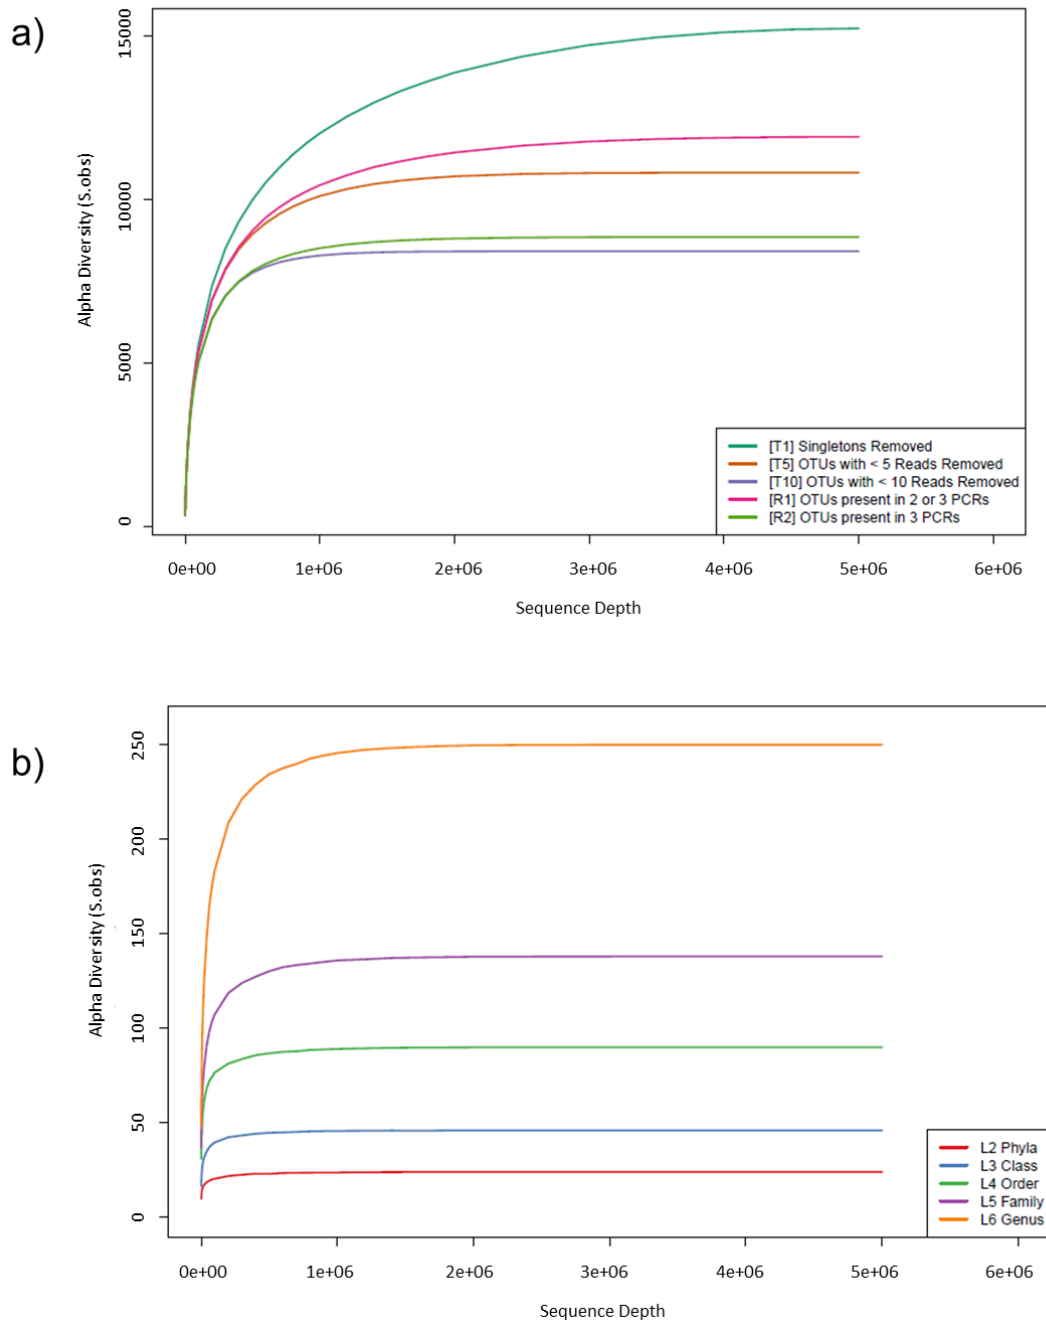 a)
Alpha Diversity (S.obs)
15000
10000
5000
0
[T1] Singletons Removed
[T5] OTUs with < 5 Reads Removed
[T10] OTUs with < 10 Reads Removed
[R1] OTUs present in 2 or 3 PCRs
[R2] OTUs present in 3 PCRs
0e+00 1e+06 2e+06 3e+06 4e+06 5e+06 6e+06
Sequence Depth
b)
Alpha Diversity (S.obs)
250
200
150
100
50
0
L2 Phyla
L3 Class
L4 Order
L5 Family
L6 Genus
0e+00 1e+06 2e+06 3e+06 4e+06 5e+06 6e+06
Sequence Depth